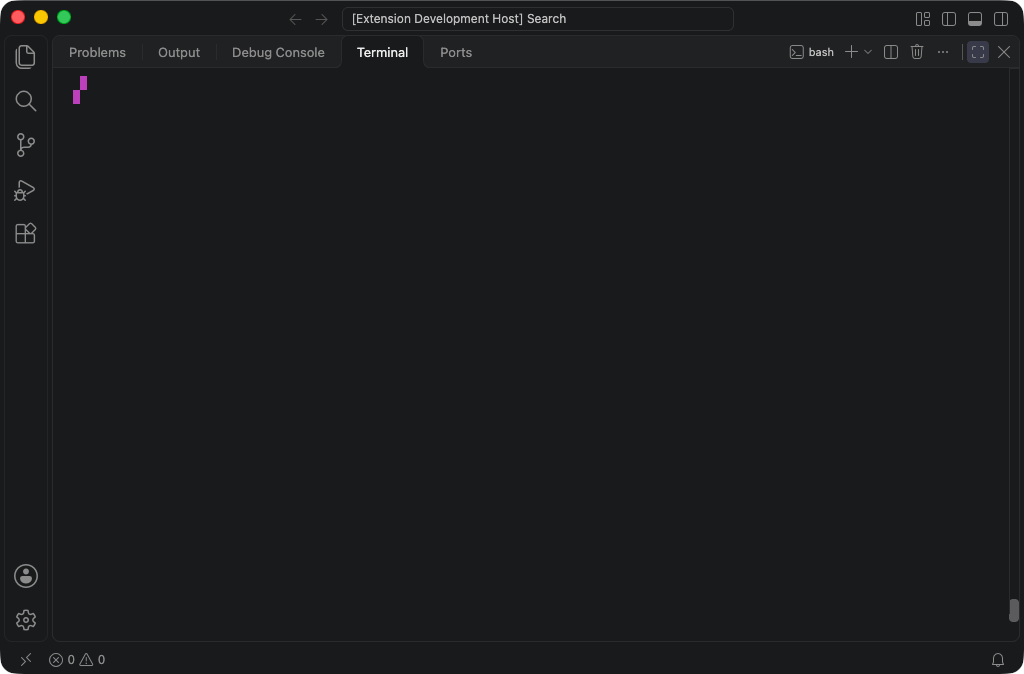 [Extension Development Host] Search
Problems
Output
Debug Console
Terminal
Ports
bash
0
0